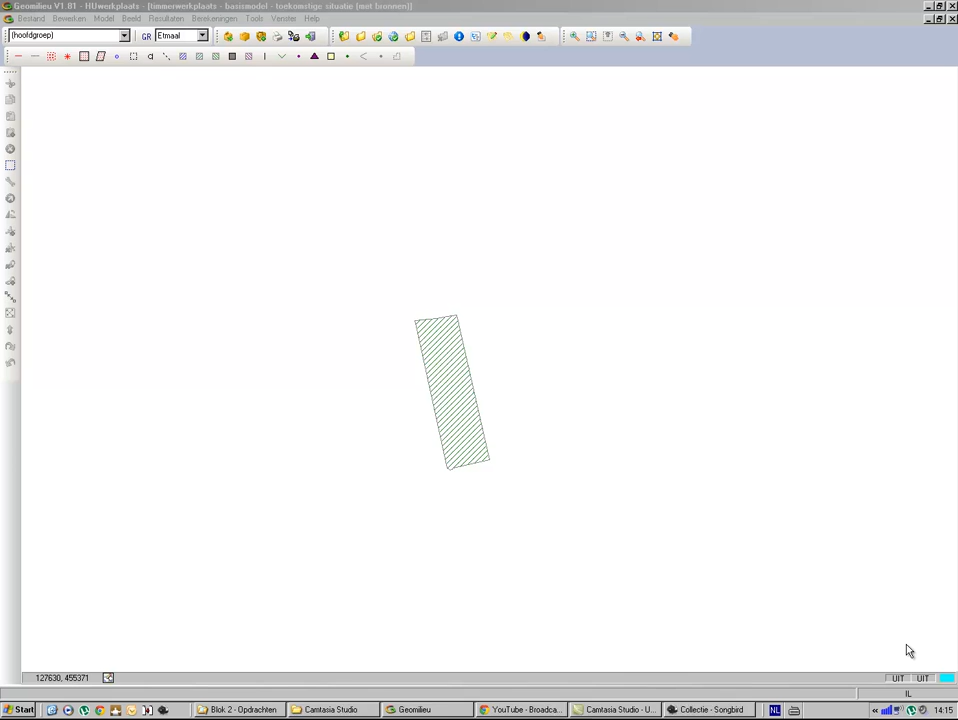 Geomilieu V1.81 - HUwerkplaats - [timmerwerkplaats - basismodel - toekomstige situatie (met bronnen)]
Bestand Bewerken Model Beeld Resultaten Berekeningen Tools Venster Help
(hoofdgroep) GR Etmaal
127630, 455371 UIT UIT
IL
Start Blok 2 - Opdrachten Camtasia Studio Geomilieu YouTube - Broadca... Camtasia Studio - U... Collectie - Songbird NL « 14:15